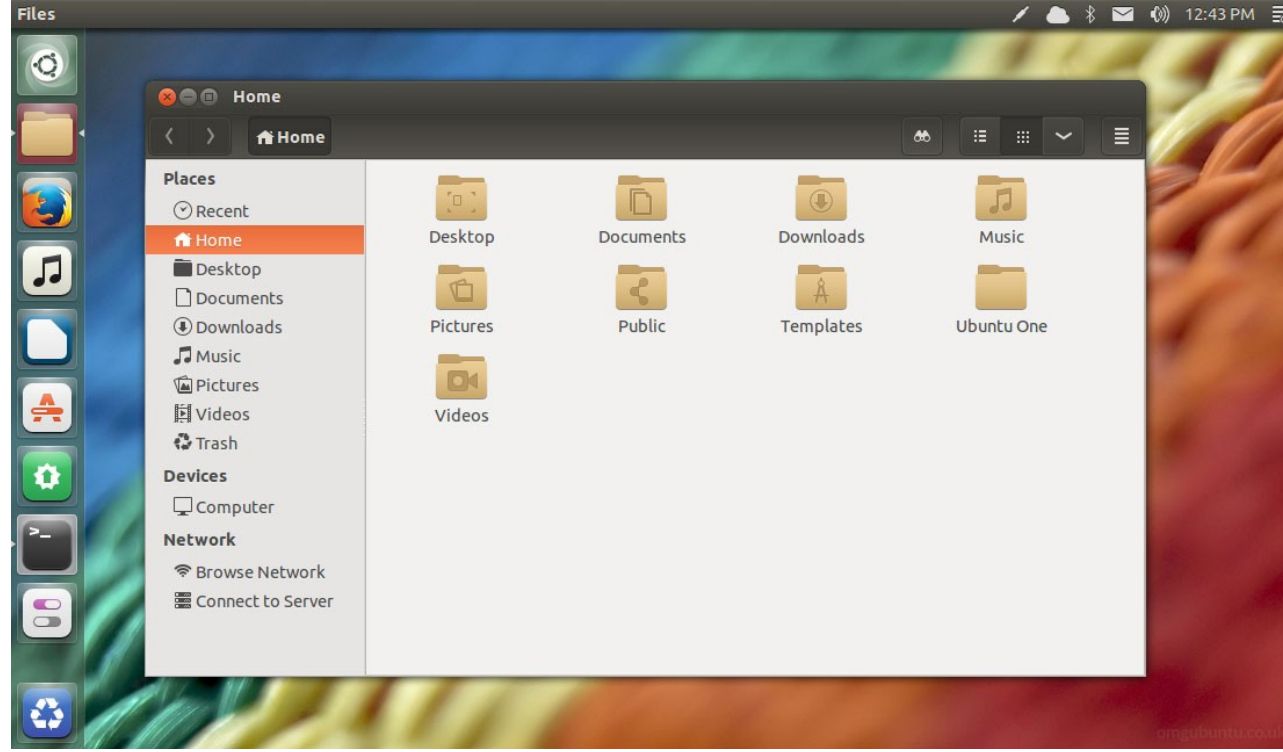 Files
12:43 PM
Home
Home
Places
Recent
Home
Desktop
Documents
Downloads
Music
Pictures
Videos
Trash
Devices
Computer
Network
Browse Network
Connect to Server
Desktop
Documents
Downloads
Music
Pictures
Public
Templates
Ubuntu One
Videos
>_
omgubuntu.co.uk